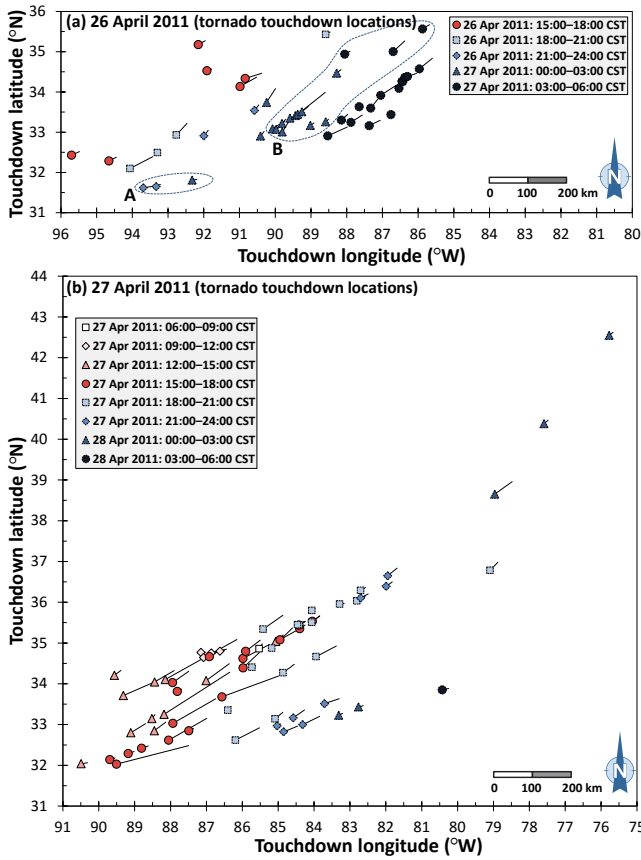 (a) 26 April 2011 (tornado touchdown locations)
26 Apr 2011: 15:00–18:00 CST
26 Apr 2011: 18:00–21:00 CST
26 Apr 2011: 21:00–24:00 CST
27 Apr 2011: 00:00–03:00 CST
27 Apr 2011: 03:00–06:00 CST
Touchdown latitude (°N)
36
35
34
33
32
31
A
B
N
0 100 200 km
96 95 94 93 92 91 90 89 88 87 86 85 84 83 82 81 80
Touchdown longitude (°W)
(b) 27 April 2011 (tornado touchdown locations)
27 Apr 2011: 06:00–09:00 CST
27 Apr 2011: 09:00–12:00 CST
27 Apr 2011: 12:00–15:00 CST
27 Apr 2011: 15:00–18:00 CST
27 Apr 2011: 18:00–21:00 CST
27 Apr 2011: 21:00–24:00 CST
28 Apr 2011: 00:00–03:00 CST
28 Apr 2011: 03:00–06:00 CST
Touchdown latitude (°N)
44
43
42
41
40
39
38
37
36
35
34
33
32
31
N
0 100 200 km
91 90 89 88 87 86 85 84 83 82 81 80 79 78 77 76 75
Touchdown longitude (°W)